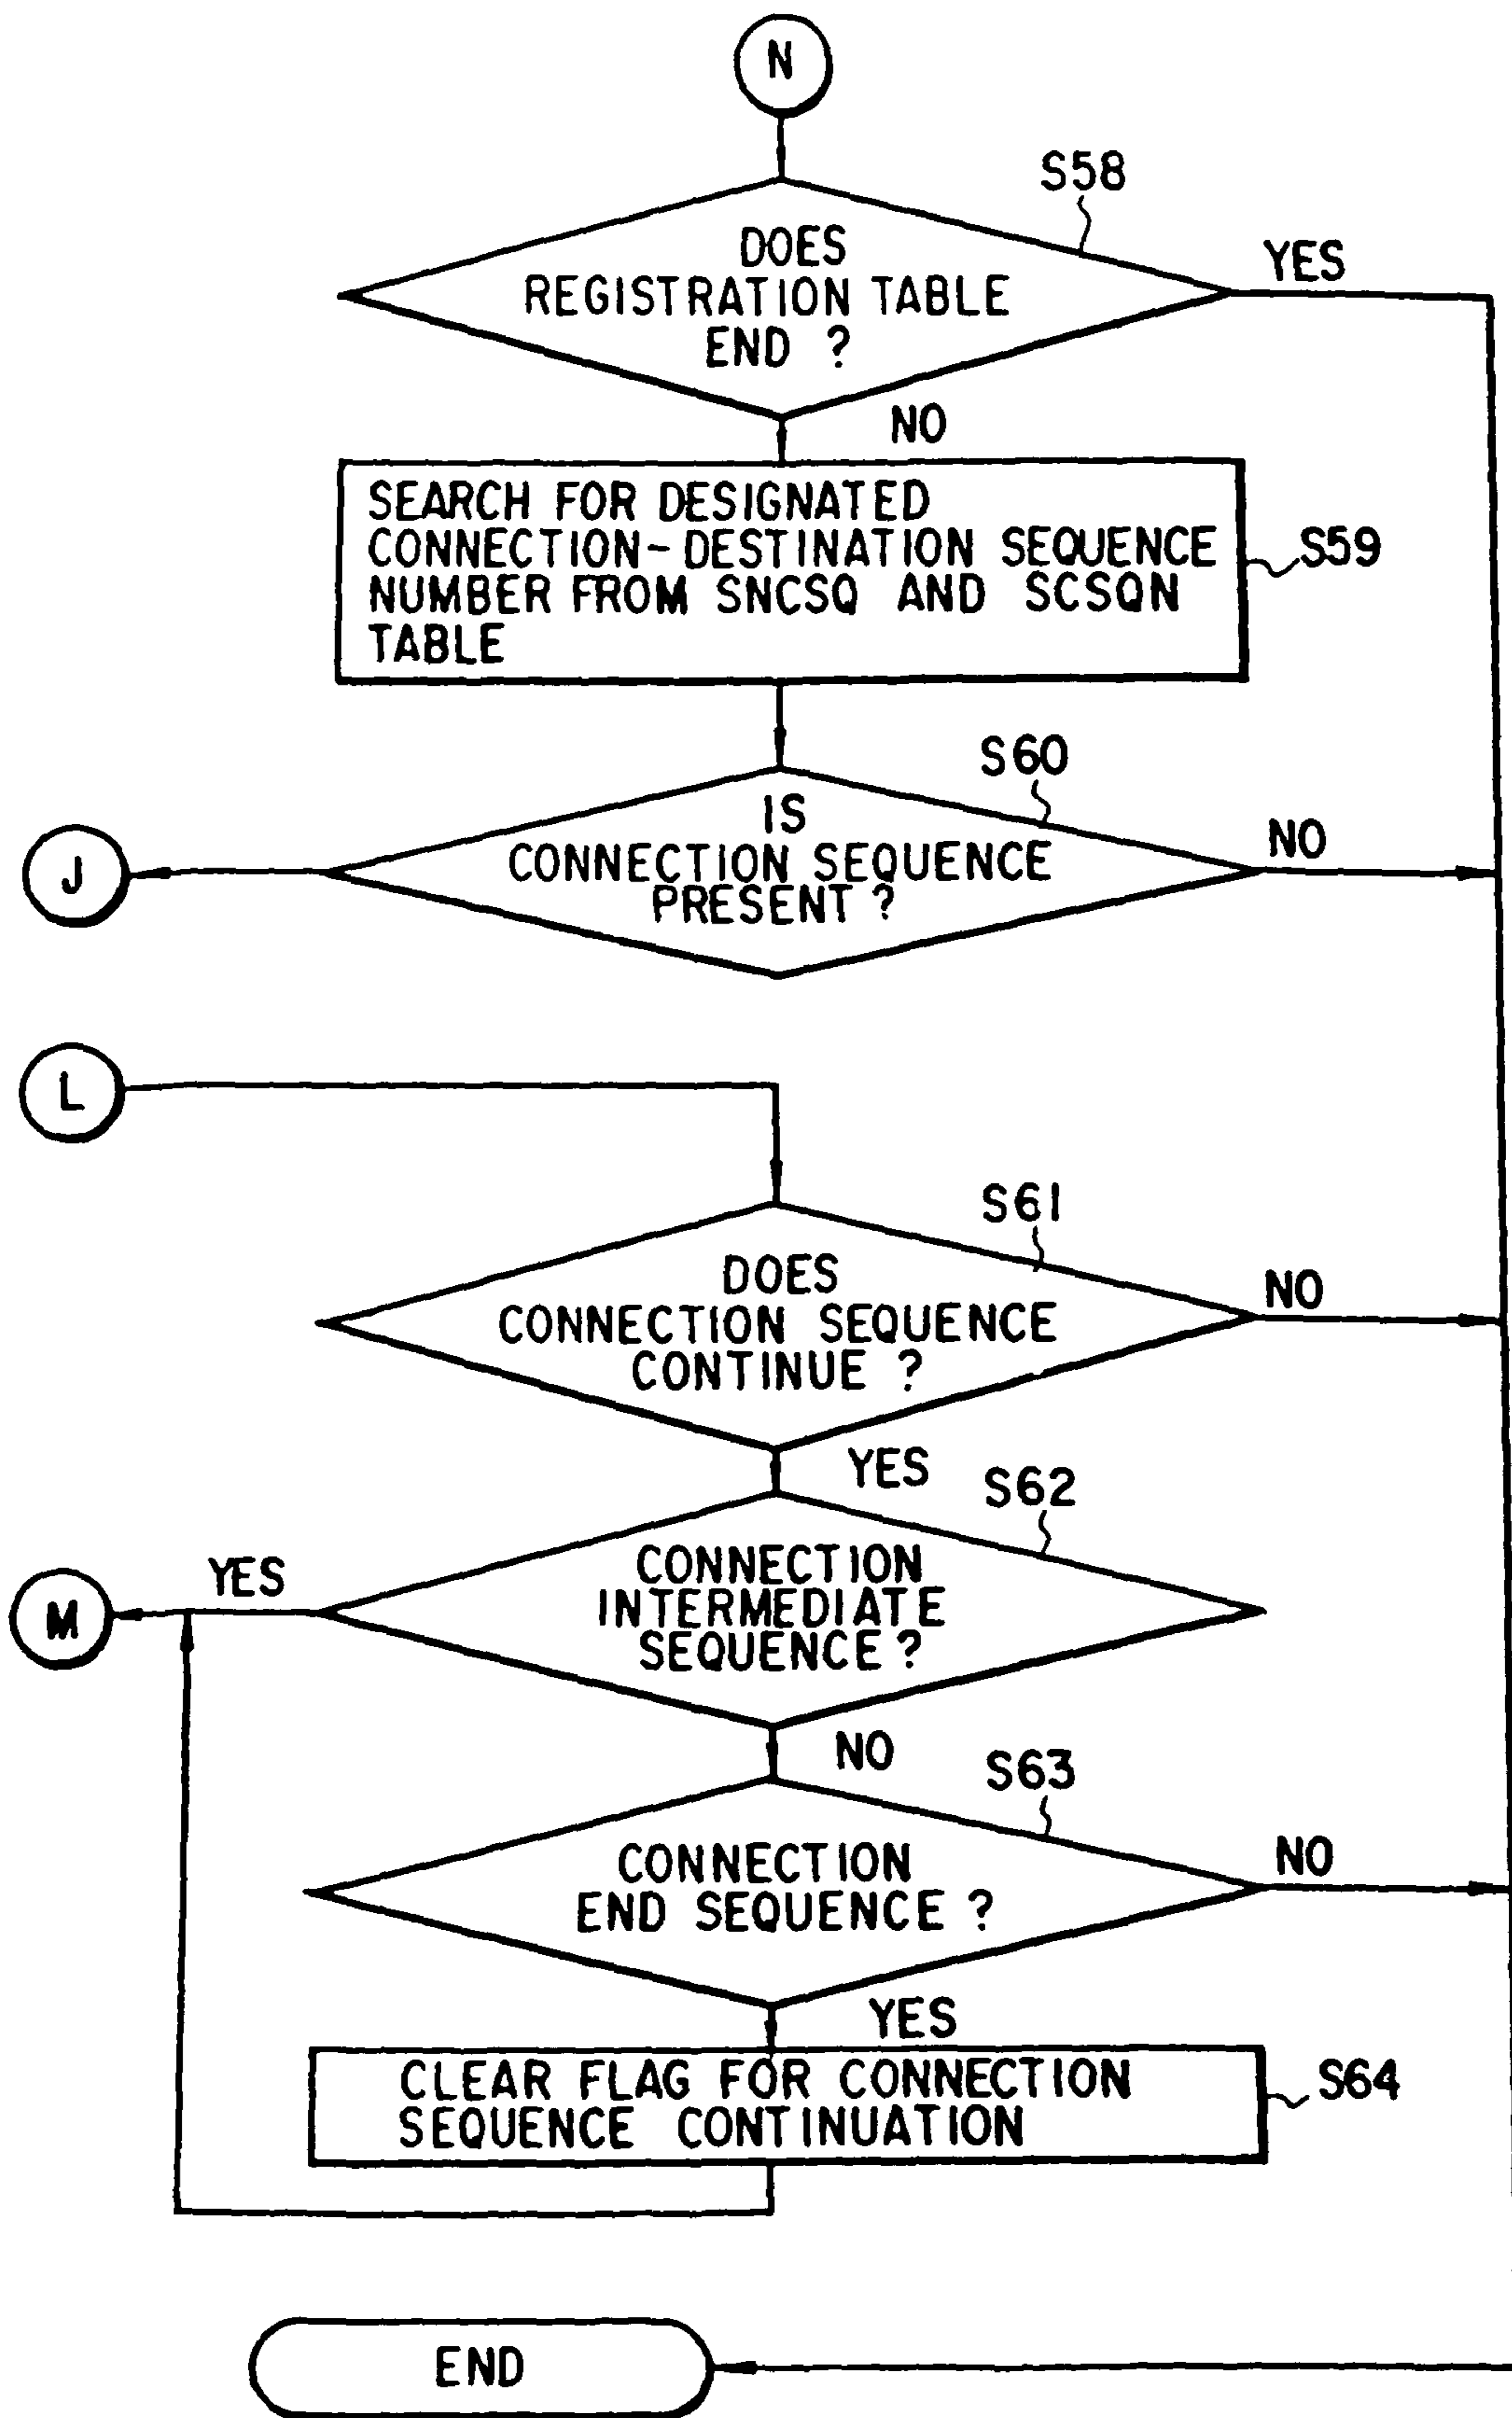 N
S58
DOES
REGISTRATION TABLE
END ?
YES
NO
SEARCH FOR DESIGNATED
CONNECTION-DESTINATION SEQUENCE
NUMBER FROM SNCSQ AND SCSQN
TABLE
S59
S60
IS
CONNECTION SEQUENCE
PRESENT ?
NO
J
L
S61
DOES
CONNECTION SEQUENCE
CONTINUE ?
NO
YES
S62
CONNECTION
INTERMEDIATE
SEQUENCE ?
YES
M
NO
S63
CONNECTION
END SEQUENCE ?
NO
YES
CLEAR FLAG FOR CONNECTION
SEQUENCE CONTINUATION
S64
END